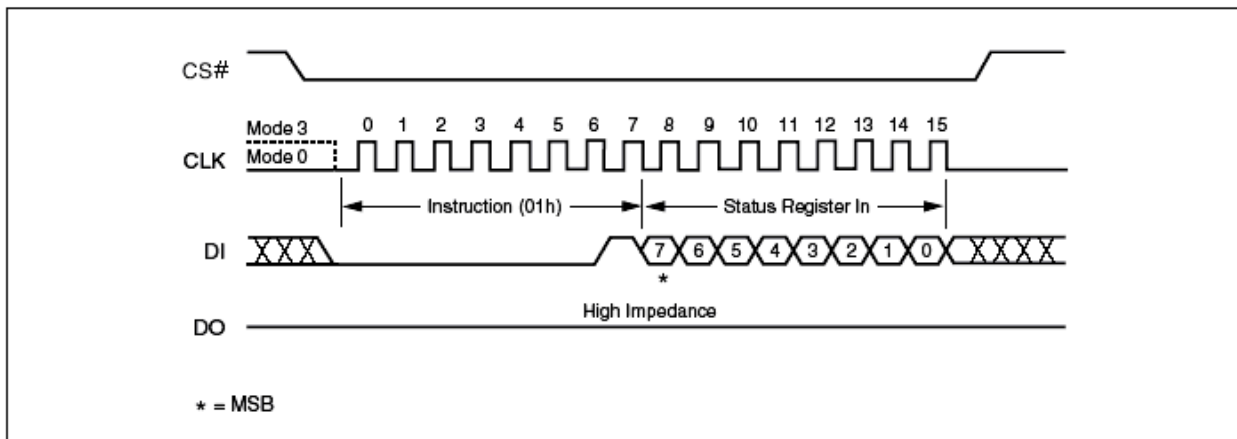 CS#
Mode 3
0 1 2 3 4 5 6 7 8 9 10 11 12 13 14 15
CLK
Mode 0
Instruction (01h)
Status Register In
DI
7 6 5 4 3 2 1 0
*
High Impedance
DO
* = MSB